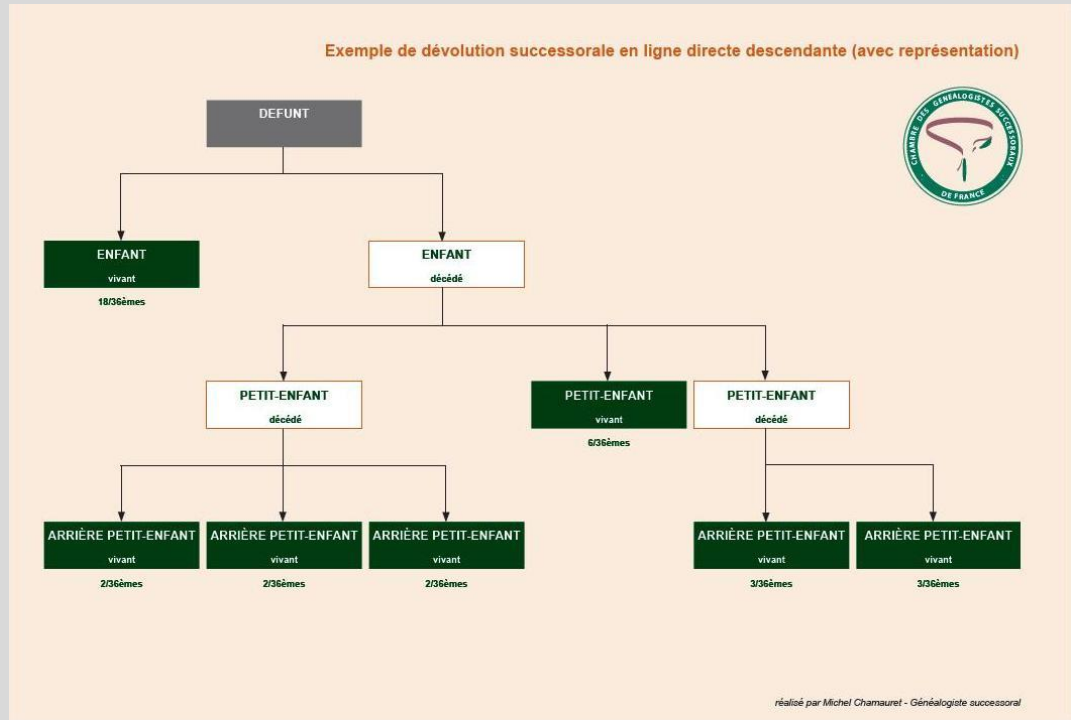 Exemple de dévolution successorale en ligne directe descendante (avec représentation)
CHAMBRE DES GENEALOGISTES SUCCESSORAUX
DE FRANCE
DEFUNT
ENFANT
vivant
18/36èmes
ENFANT
décédé
PETIT-ENFANT
décédé
PETIT-ENFANT
vivant
6/36èmes
PETIT-ENFANT
décédé
ARRIÈRE PETIT-ENFANT
vivant
2/36èmes
ARRIÈRE PETIT-ENFANT
vivant
2/36èmes
ARRIÈRE PETIT-ENFANT
vivant
2/36èmes
ARRIÈRE PETIT-ENFANT
vivant
3/36èmes
ARRIÈRE PETIT-ENFANT
vivant
3/36èmes
réalisé par Michel Chamauret - Généalogiste successoral